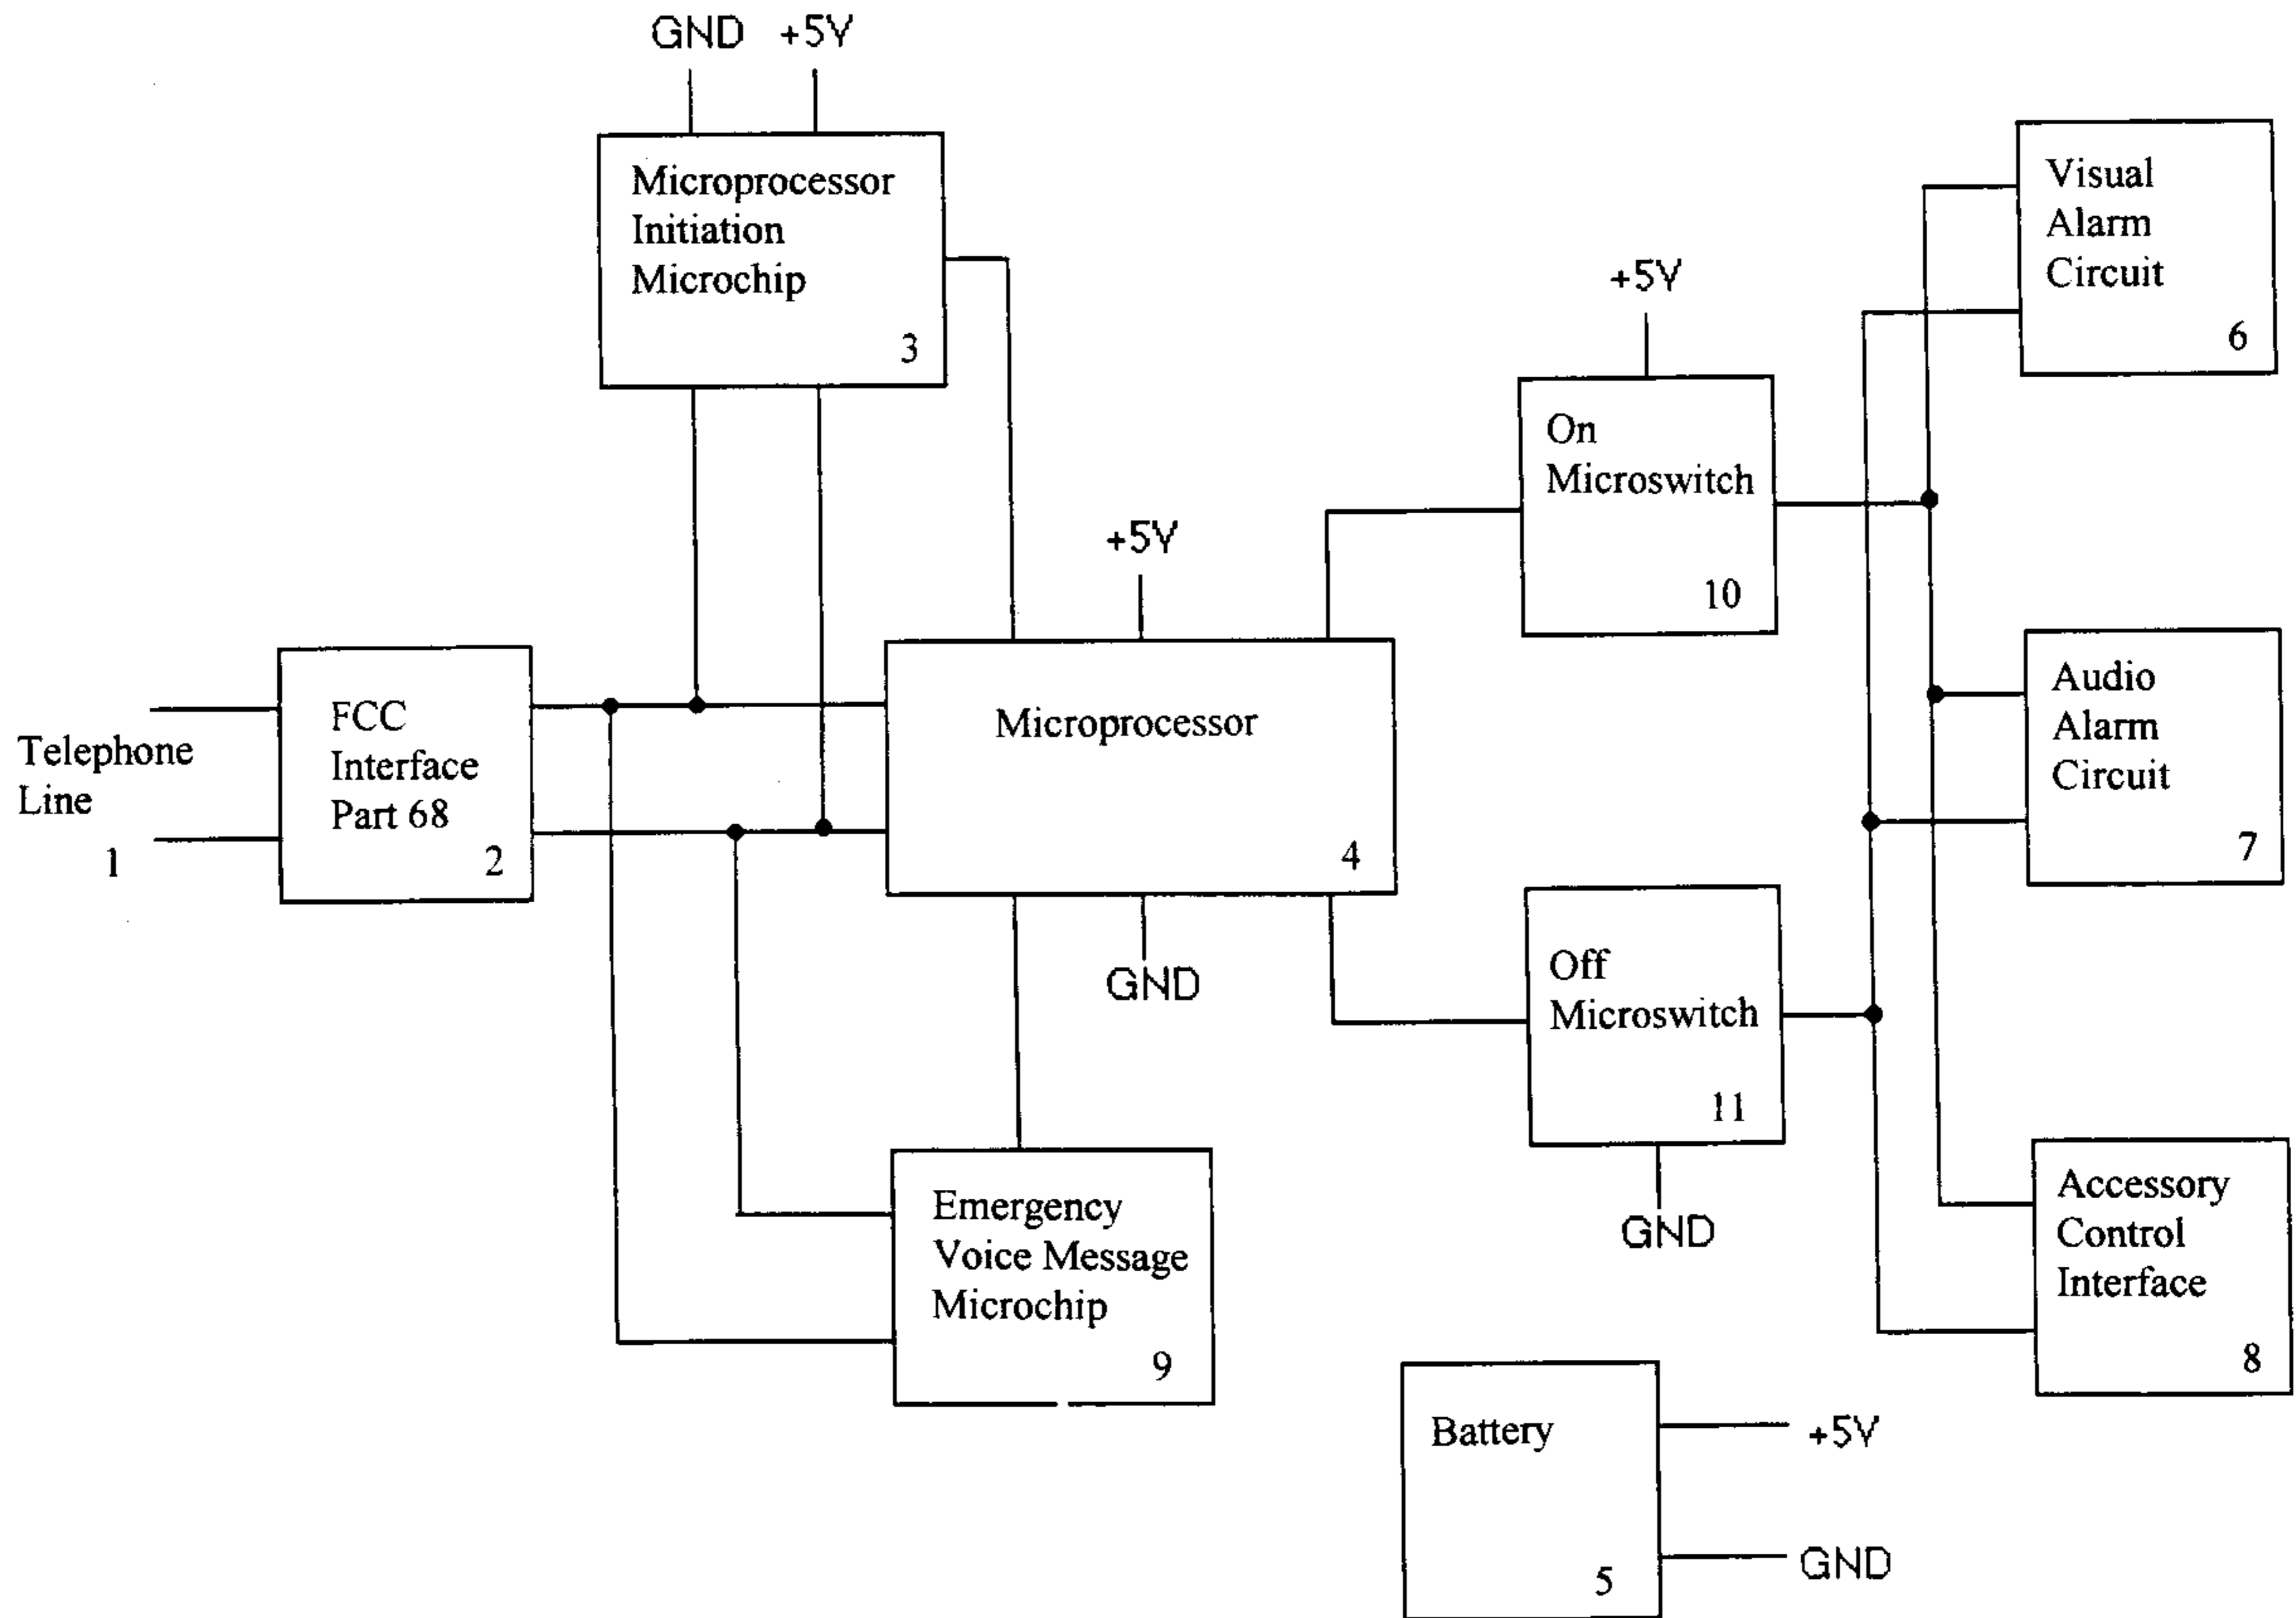 GND +5V
Microprocessor
Initiation
Microchip
3
Visual
Alarm
Circuit
6
+5V
On
Microswitch
10
+5V
Telephone
Line
1
FCC
Interface
Part 68
2
Microprocessor
4
GND
Audio
Alarm
Circuit
7
Off
Microswitch
11
GND
Emergency
Voice Message
Microchip
9
Accessory
Control
Interface
8
Battery
5
+5V
GND